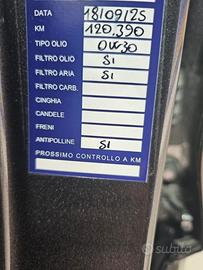 DATA 18/09/25
KM 120,390
TIPO OLIO 0W30
FILTRO OLIO SI
FILTRO ARIA SI
FILTRO CARB.
CINGHIA
CANDELE
FRENI
ANTIPOLLINE SI
PROSSIMO CONTROLLO A KM
subito